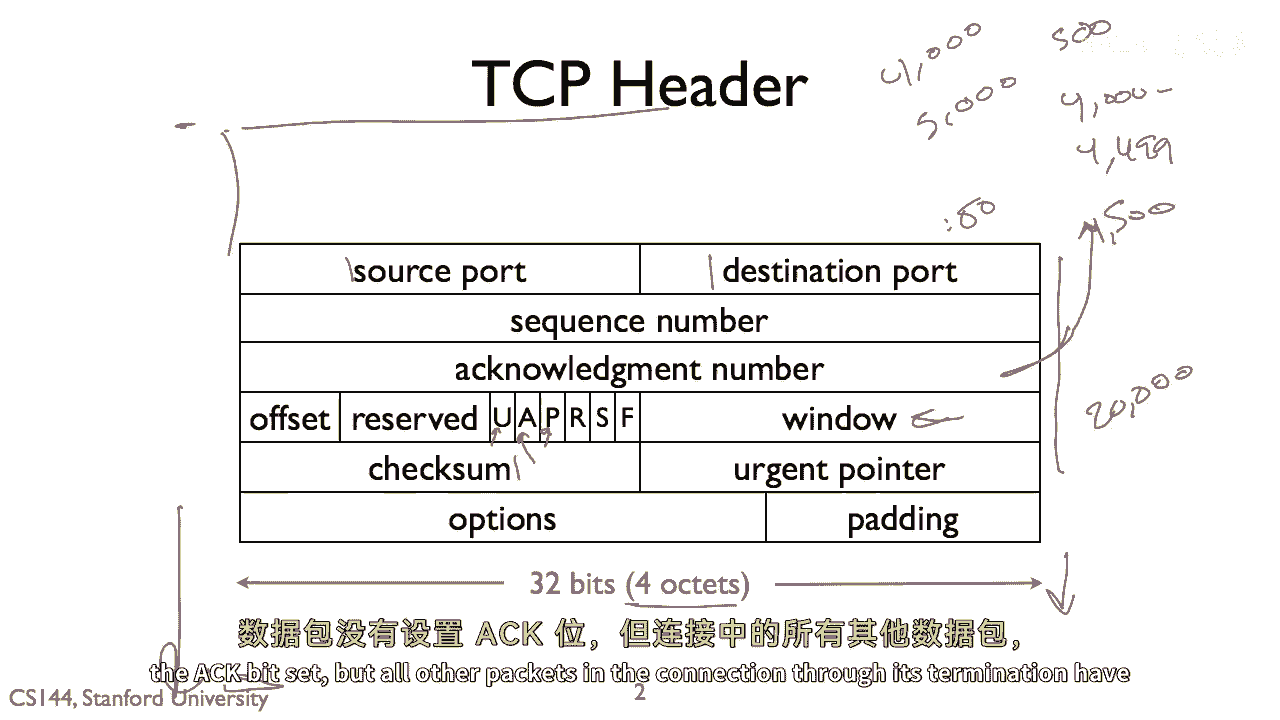 TCP Header
4,000
500
5,000
4,000 -
4,499
:80
4,500
source port
destination port
sequence number
acknowledgment number
offset
reserved
U
A
P
R
S
F
window
20,000
checksum
urgent pointer
options
padding
32 bits (4 octets)
数据包没有设置 ACK 位，但连接中的所有其他数据包，
the ACK bit set, but all other packets in the connection through its termination have
CS144, Stanford University
2